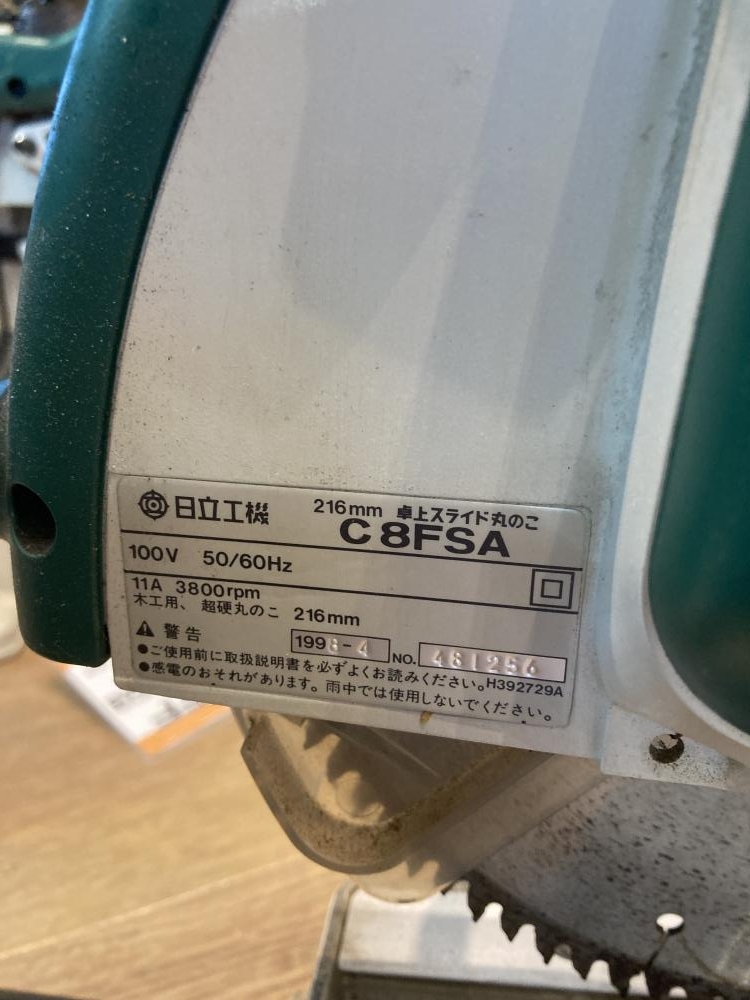 日立工機
216mm 卓上スライド丸のこ
C 8FSA
100V 50/60Hz
11A 3800rpm
木工用、超硬丸のこ 216mm
警告
1998-4 NO. 481256
●ご使用前に取扱説明書を必ずよくお読みください。H392729A
●感電のおそれがあります。雨中では使用しないでください。